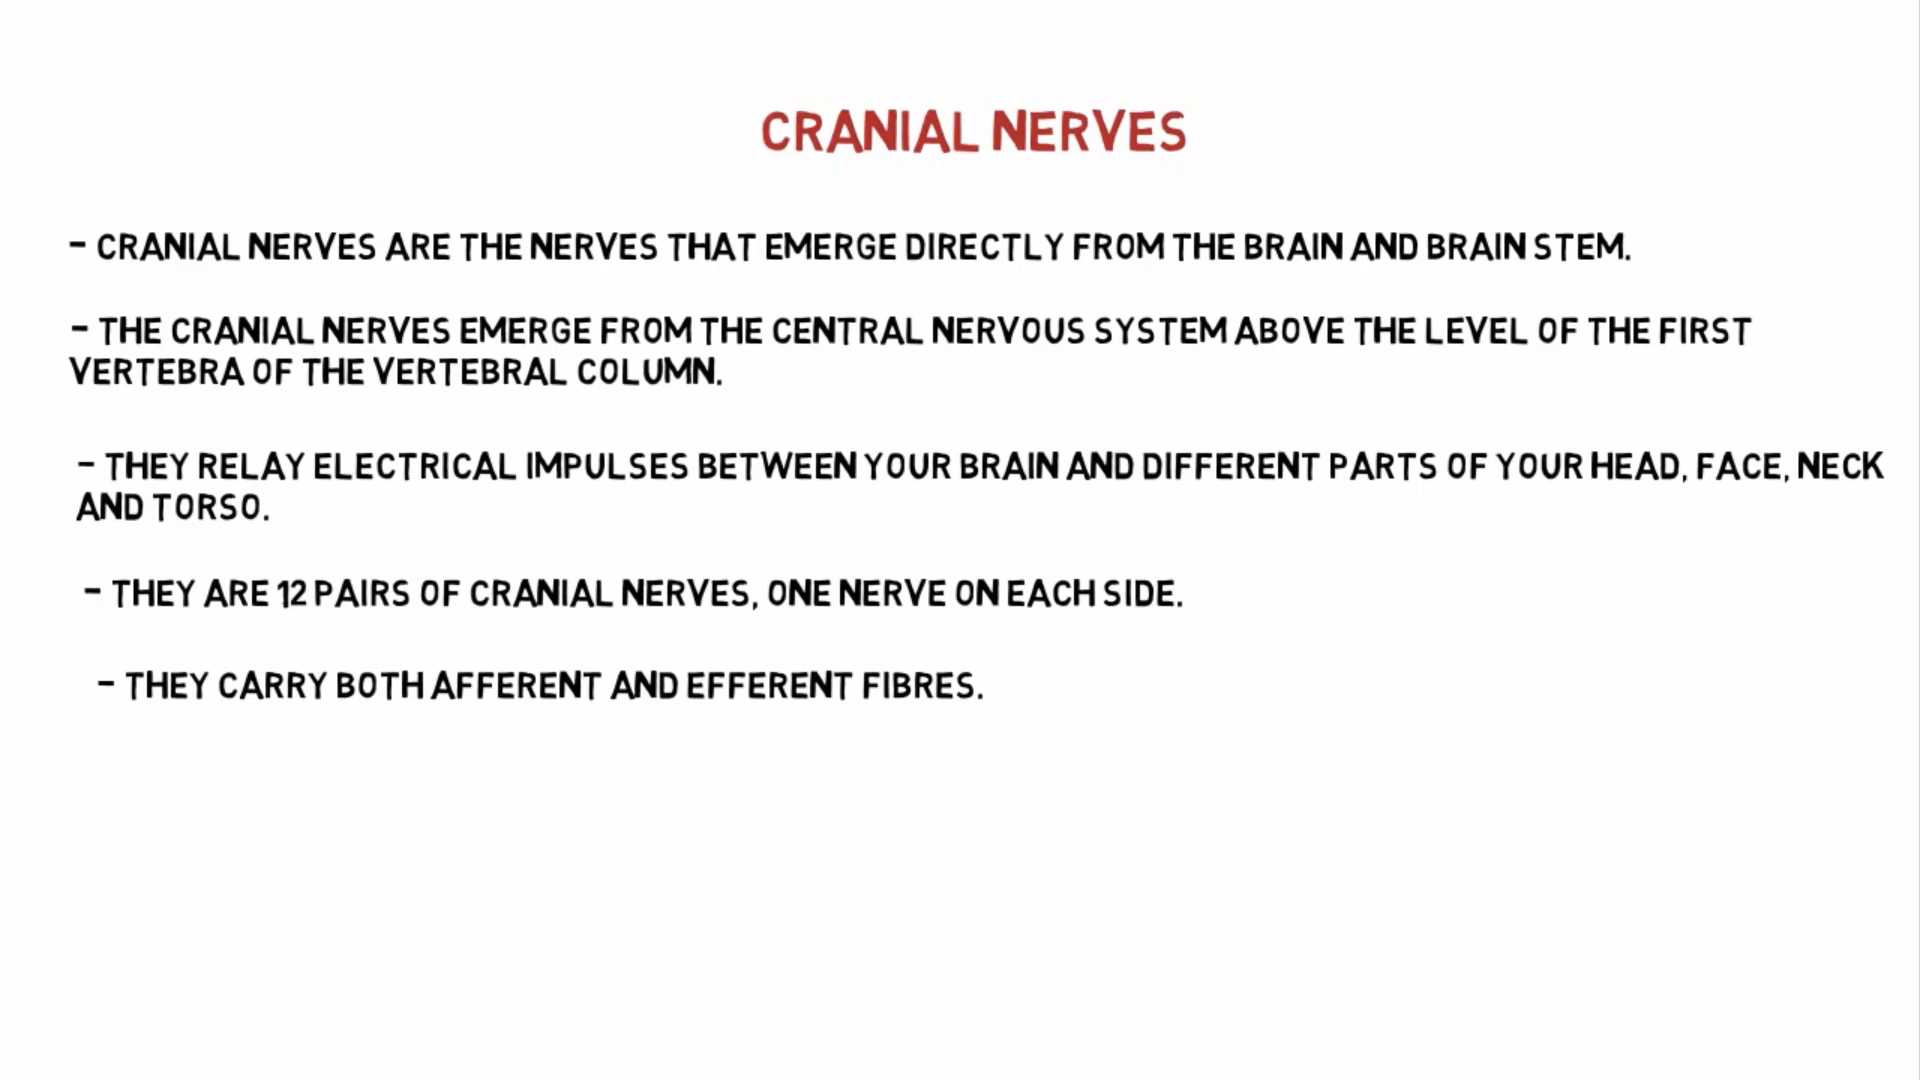 CRANIAL NERVES
- CRANIAL NERVES ARE THE NERVES THAT EMERGE DIRECTLY FROM THE BRAIN AND BRAIN STEM.
- THE CRANIAL NERVES EMERGE FROM THE CENTRAL NERVOUS SYSTEM ABOVE THE LEVEL OF THE FIRST
VERTEBRA OF THE VERTEBRAL COLUMN.
- THEY RELAY ELECTRICAL IMPULSES BETWEEN YOUR BRAIN AND DIFFERENT PARTS OF YOUR HEAD, FACE, NECK
AND TORSO.
- THEY ARE 12 PAIRS OF CRANIAL NERVES, ONE NERVE ON EACH SIDE.
- THEY CARRY BOTH AFFERENT AND EFFERENT FIBRES.